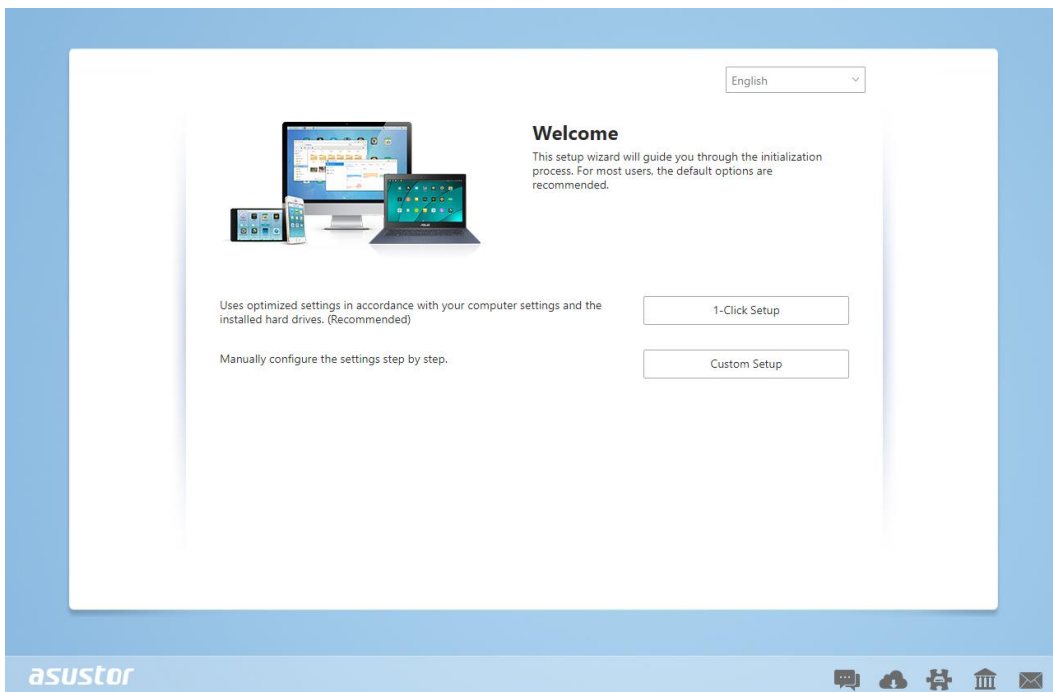 English
Welcome
This setup wizard will guide you through the initialization
process. For most users, the default options are
recommended.
Uses optimized settings in accordance with your computer settings and the
installed hard drives. (Recommended)
1-Click Setup
Manually configure the settings step by step.
Custom Setup
asustor